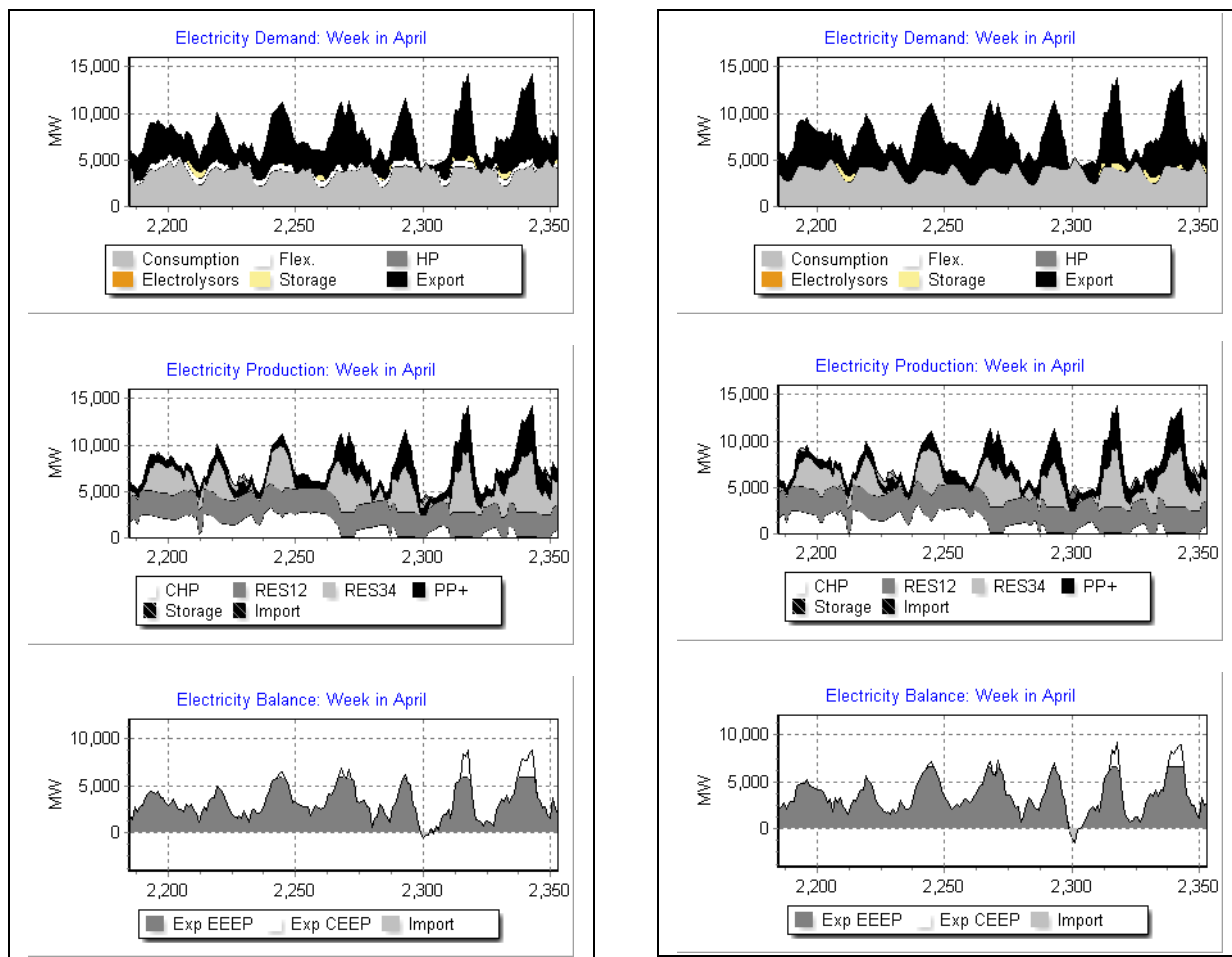 Electricity Demand: Week in April
15,000
10,000
5,000
0
MW
2,200 2,250 2,300 2,350
Consumption Flex. HP
Electrolysors Storage Export
Electricity Production: Week in April
15,000
10,000
5,000
0
MW
2,200 2,250 2,300 2,350
CHP RES12 RES34 PP+
Storage Import
Electricity Balance: Week in April
10,000
5,000
0
MW
2,200 2,250 2,300 2,350
Exp EEEP Exp CEEP Import
Electricity Demand: Week in April
15,000
10,000
5,000
0
MW
2,200 2,250 2,300 2,350
Consumption Flex. HP
Electrolysors Storage Export
Electricity Production: Week in April
15,000
10,000
5,000
0
MW
2,200 2,250 2,300 2,350
CHP RES12 RES34 PP+
Storage Import
Electricity Balance: Week in April
10,000
5,000
0
MW
2,200 2,250 2,300 2,350
Exp EEEP Exp CEEP Import